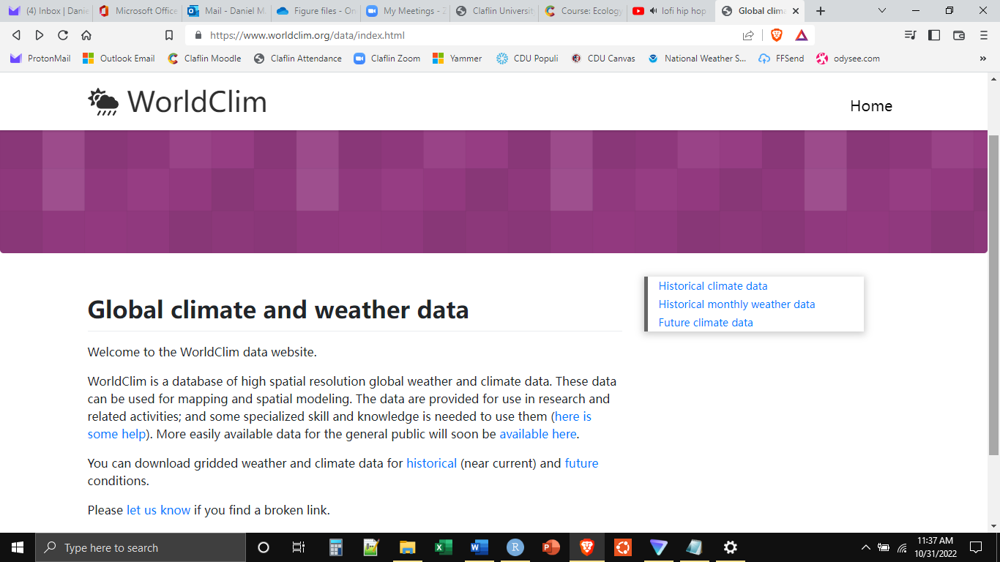 (4) Inbox | Danie
Microsoft Office
Mail - Daniel M.
Figure files - On
My Meetings - Z
Claflin Universit
Course: Ecology
lofi hip hop
Global clima
https://www.worldclim.org/data/index.html
ProtonMail
Outlook Email
Claflin Moodle
Claflin Attendance
Claflin Zoom
Yammer
CDU Populi
CDU Canvas
National Weather S...
FFSend
odysee.com
WorldClim
Home
Historical climate data
Historical monthly weather data
Future climate data
Global climate and weather data
Welcome to the WorldClim data website.
WorldClim is a database of high spatial resolution global weather and climate data. These data
can be used for mapping and spatial modeling. The data are provided for use in research and
related activities; and some specialized skill and knowledge is needed to use them (here is
some help). More easily available data for the general public will soon be available here.
You can download gridded weather and climate data for historical (near current) and future
conditions.
Please let us know if you find a broken link.
Type here to search
11:37 AM
10/31/2022